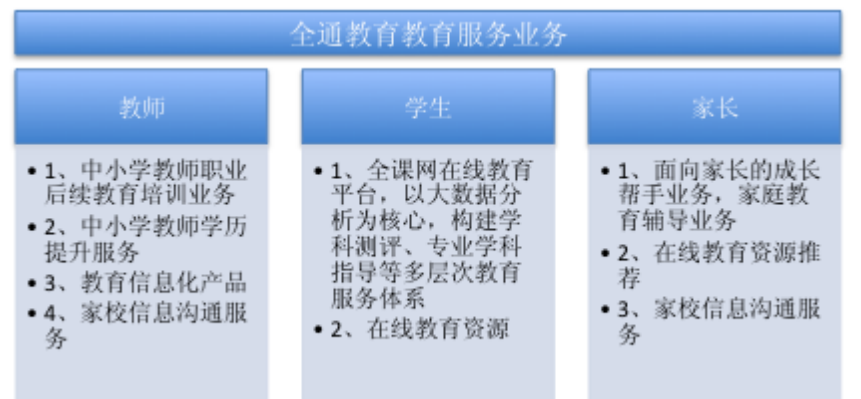 全通教育教育服务业务
教师
• 1、中小学教师职业
后续教育培训业务
• 2、中小学教师学历
提升服务
• 3、教育信息化产品
• 4、家校信息沟通服
务
学生
• 1、全课网在线教育
平台，以大数据分
析为核心，构建学
科测评、专业学科
指导等多层次教育
服务体系
• 2、在线教育资源
家长
• 1、面向家长的成长
帮手业务，家庭教
育辅导业务
• 2、在线教育资源推
荐
• 3、家校信息沟通服
务